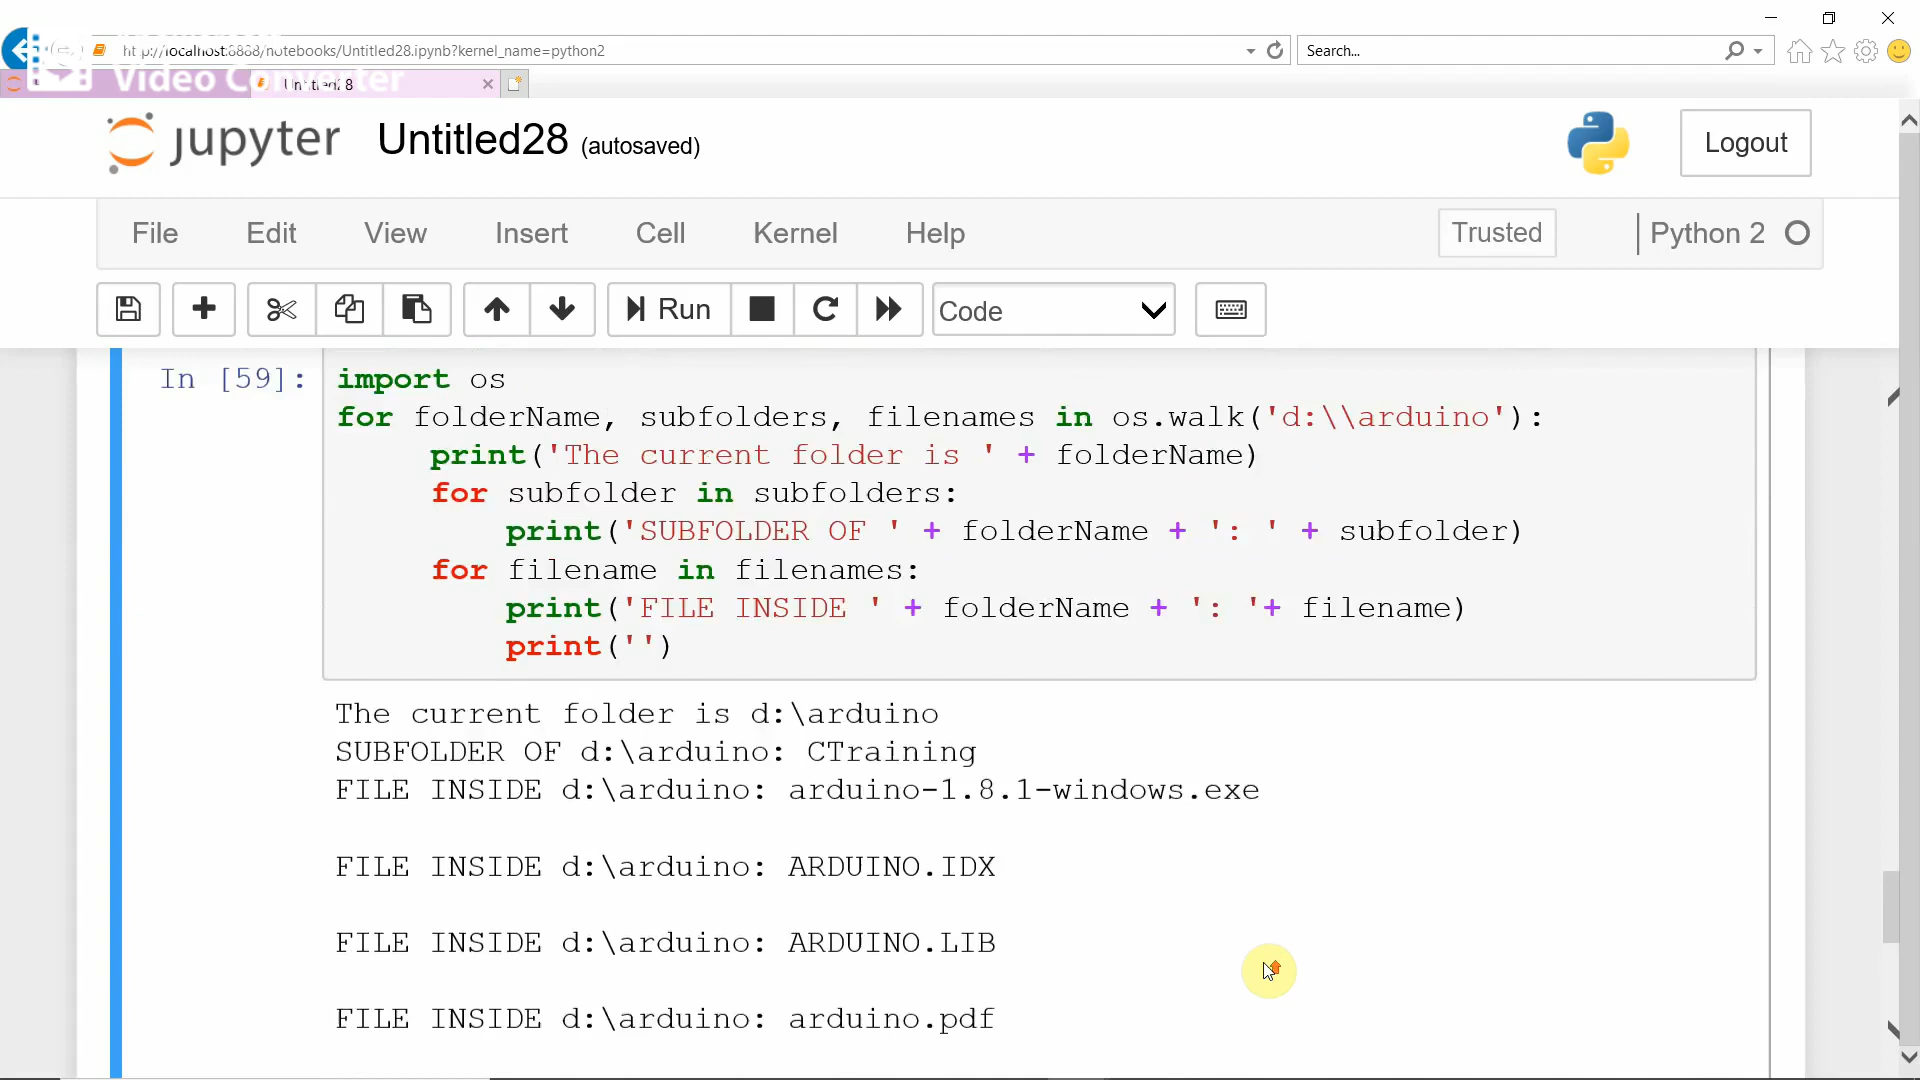 http://localhost:8888/notebooks/Untitled28.ipynb?kernel_name=python2
Search...
Video Converter
Untitled28
jupyter
Untitled28 (autosaved)
Logout
File
Edit
View
Insert
Cell
Kernel
Help
Trusted
Python 2
Run
Code
In [59]:
import os
for folderName, subfolders, filenames in os.walk('d:\\arduino'):
print('The current folder is ' + folderName)
for subfolder in subfolders:
print('SUBFOLDER OF ' + folderName + ': ' + subfolder)
for filename in filenames:
print('FILE INSIDE ' + folderName + ': '+ filename)
print('')
The current folder is d:\arduino
SUBFOLDER OF d:\arduino: CTraining
FILE INSIDE d:\arduino: arduino-1.8.1-windows.exe
FILE INSIDE d:\arduino: ARDUINO.IDX
FILE INSIDE d:\arduino: ARDUINO.LIB
FILE INSIDE d:\arduino: arduino.pdf